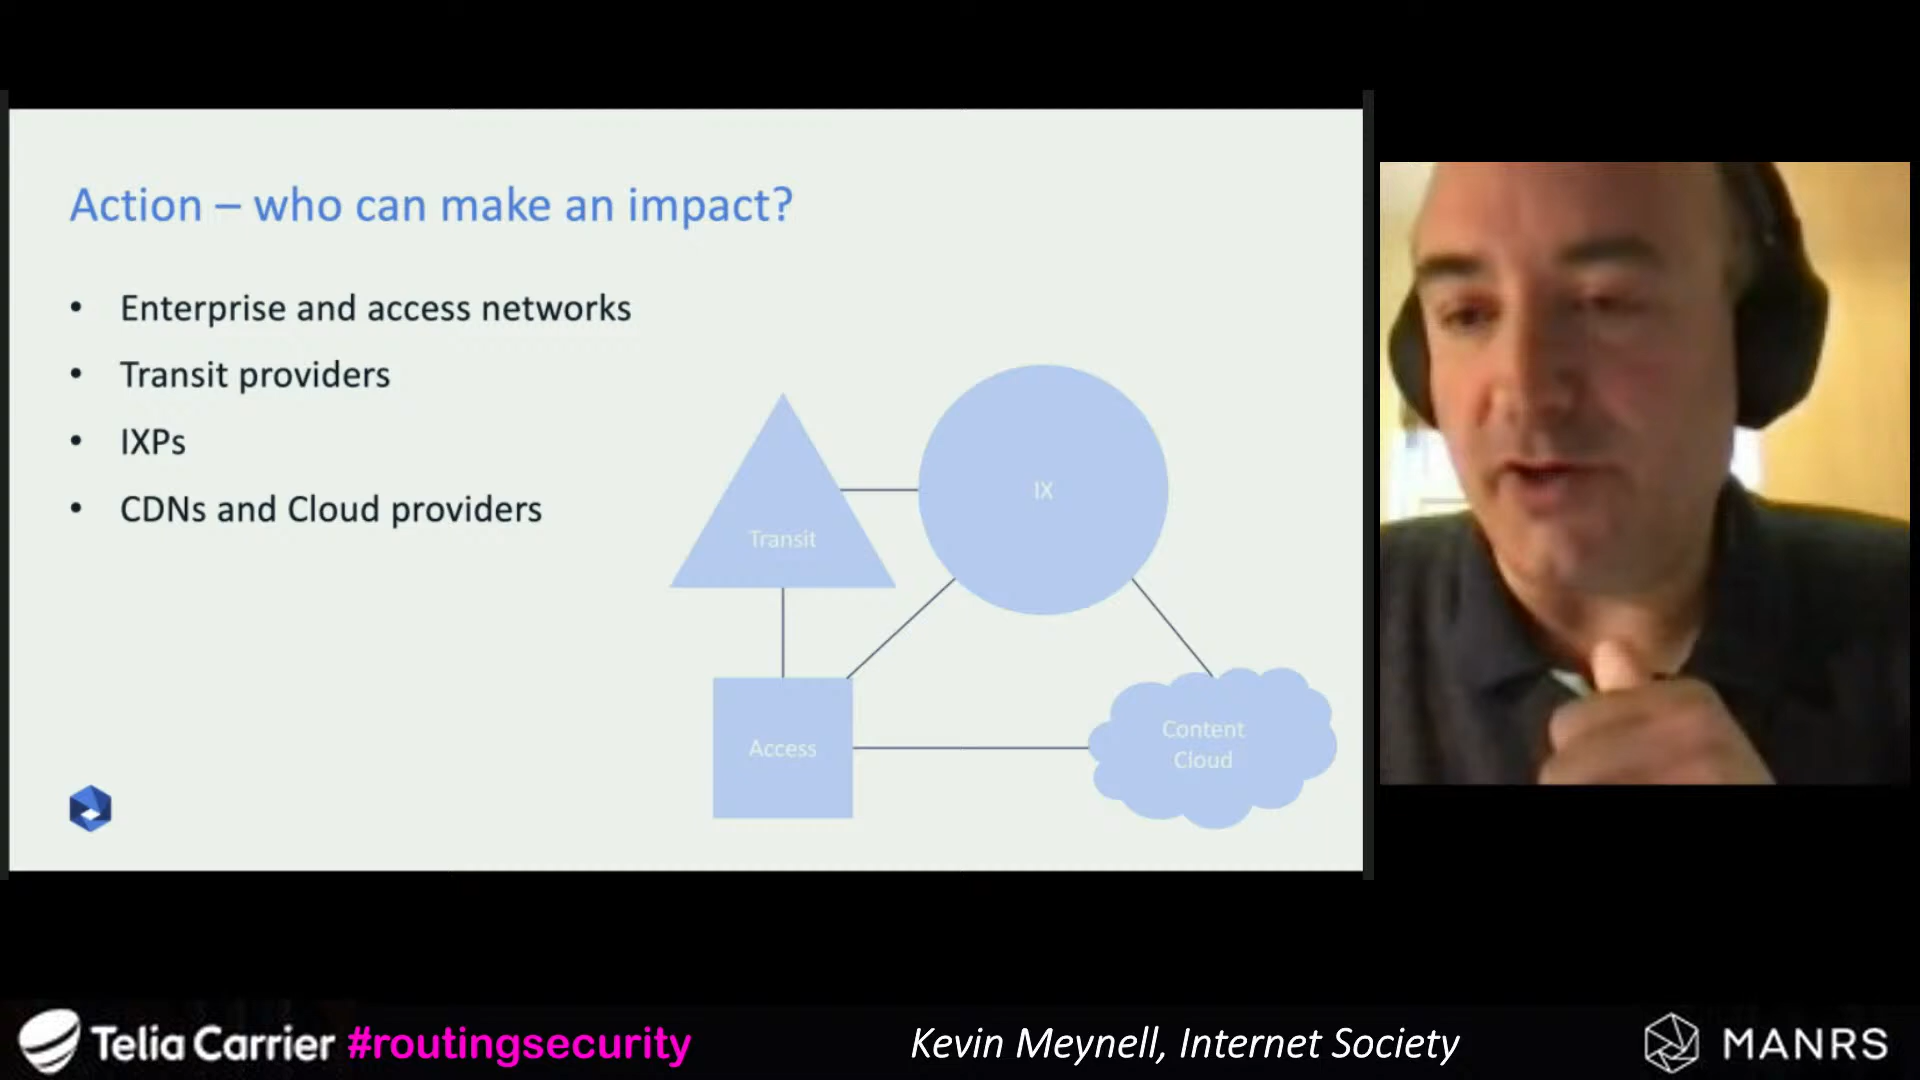 Action – who can make an impact?
• Enterprise and access networks
• Transit providers
• IXPs
• CDNs and Cloud providers
Transit
IX
Access
Content
Cloud
Telia Carrier #routingsecurity
Kevin Meynell, Internet Society
MANRS